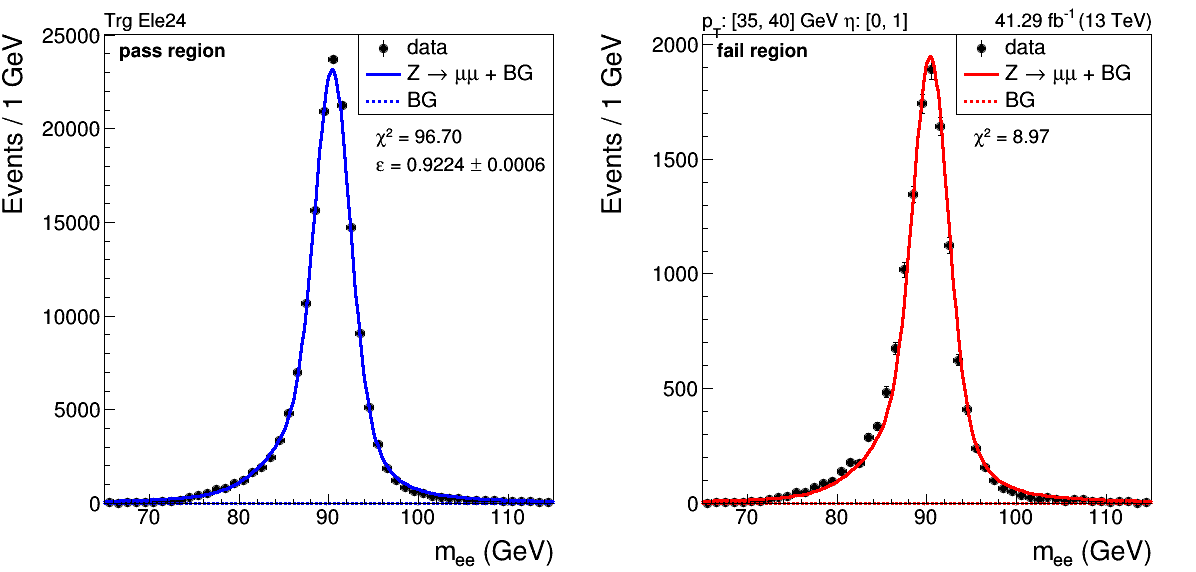 Trg Ele24
pass region
data
Z → μμ + BG
BG
χ² = 96.70
ε = 0.9224 ± 0.0006
Events / 1 GeV
25000
20000
15000
10000
5000
0
70 80 90 100 110
m_ee (GeV)
p_T: [35, 40] GeV η: [0, 1] 41.29 fb⁻¹ (13 TeV)
fail region
data
Z → μμ + BG
BG
χ² = 8.97
Events / 1 GeV
2000
1500
1000
500
0
70 80 90 100 110
m_ee (GeV)